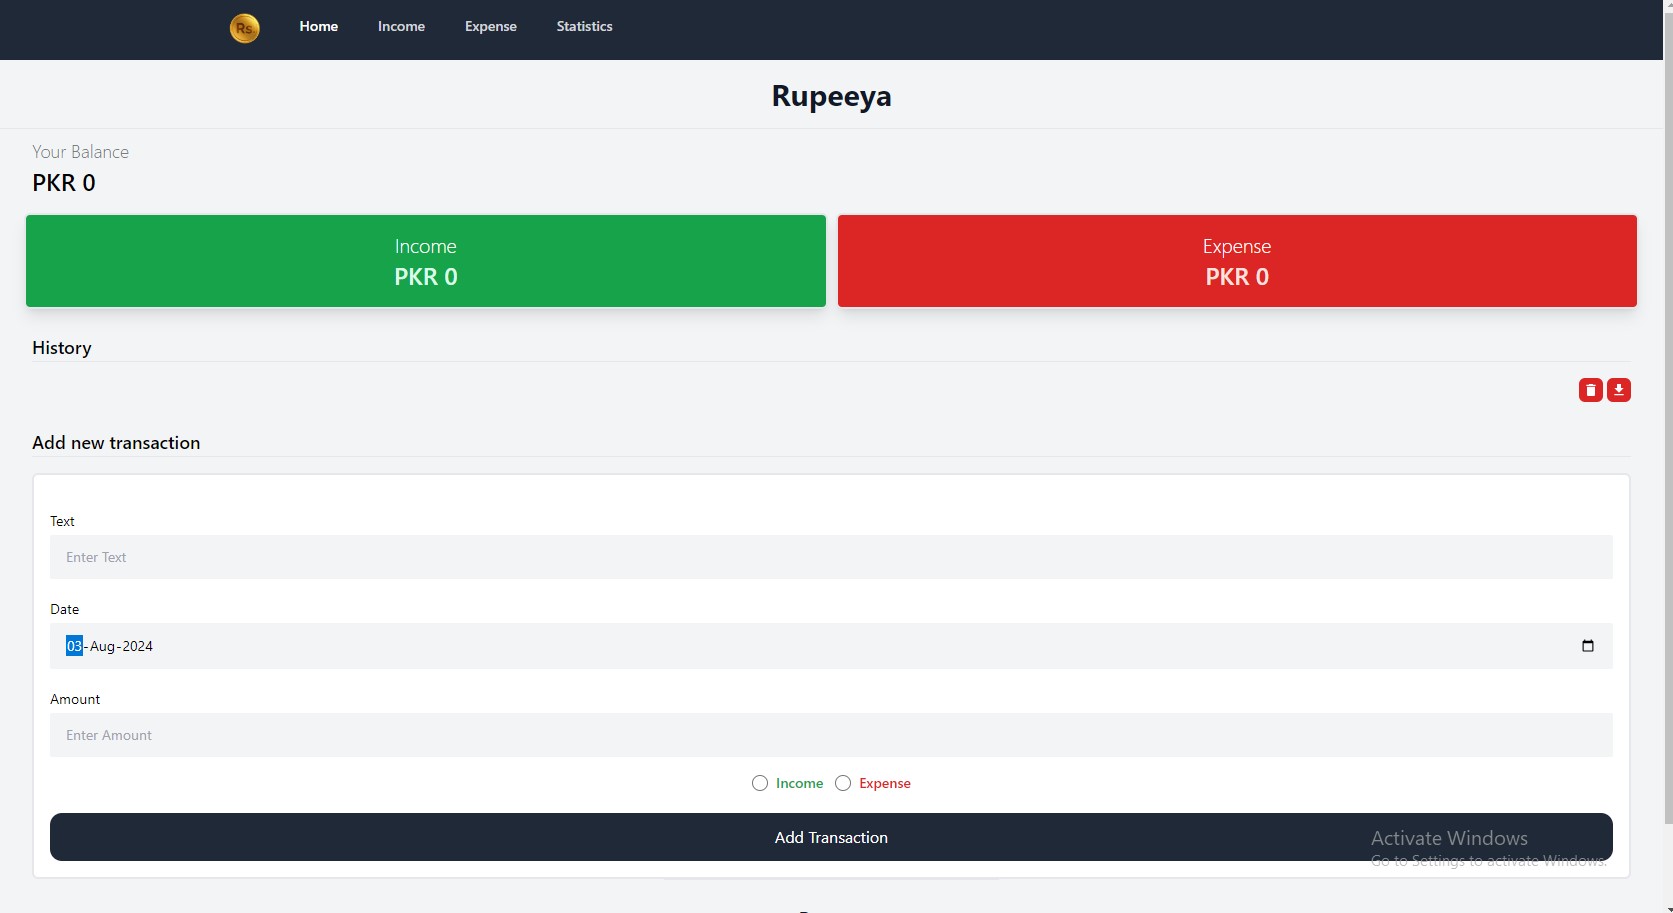 Rs.
Home Income Expense Statistics
Rupeeya
Your Balance
PKR 0
Income
PKR 0
Expense
PKR 0
History
Add new transaction
Text
Enter Text
Date
03-Aug-2024
Amount
Enter Amount
Income Expense
Add Transaction
Activate Windows
Go to Settings to activate Windows.